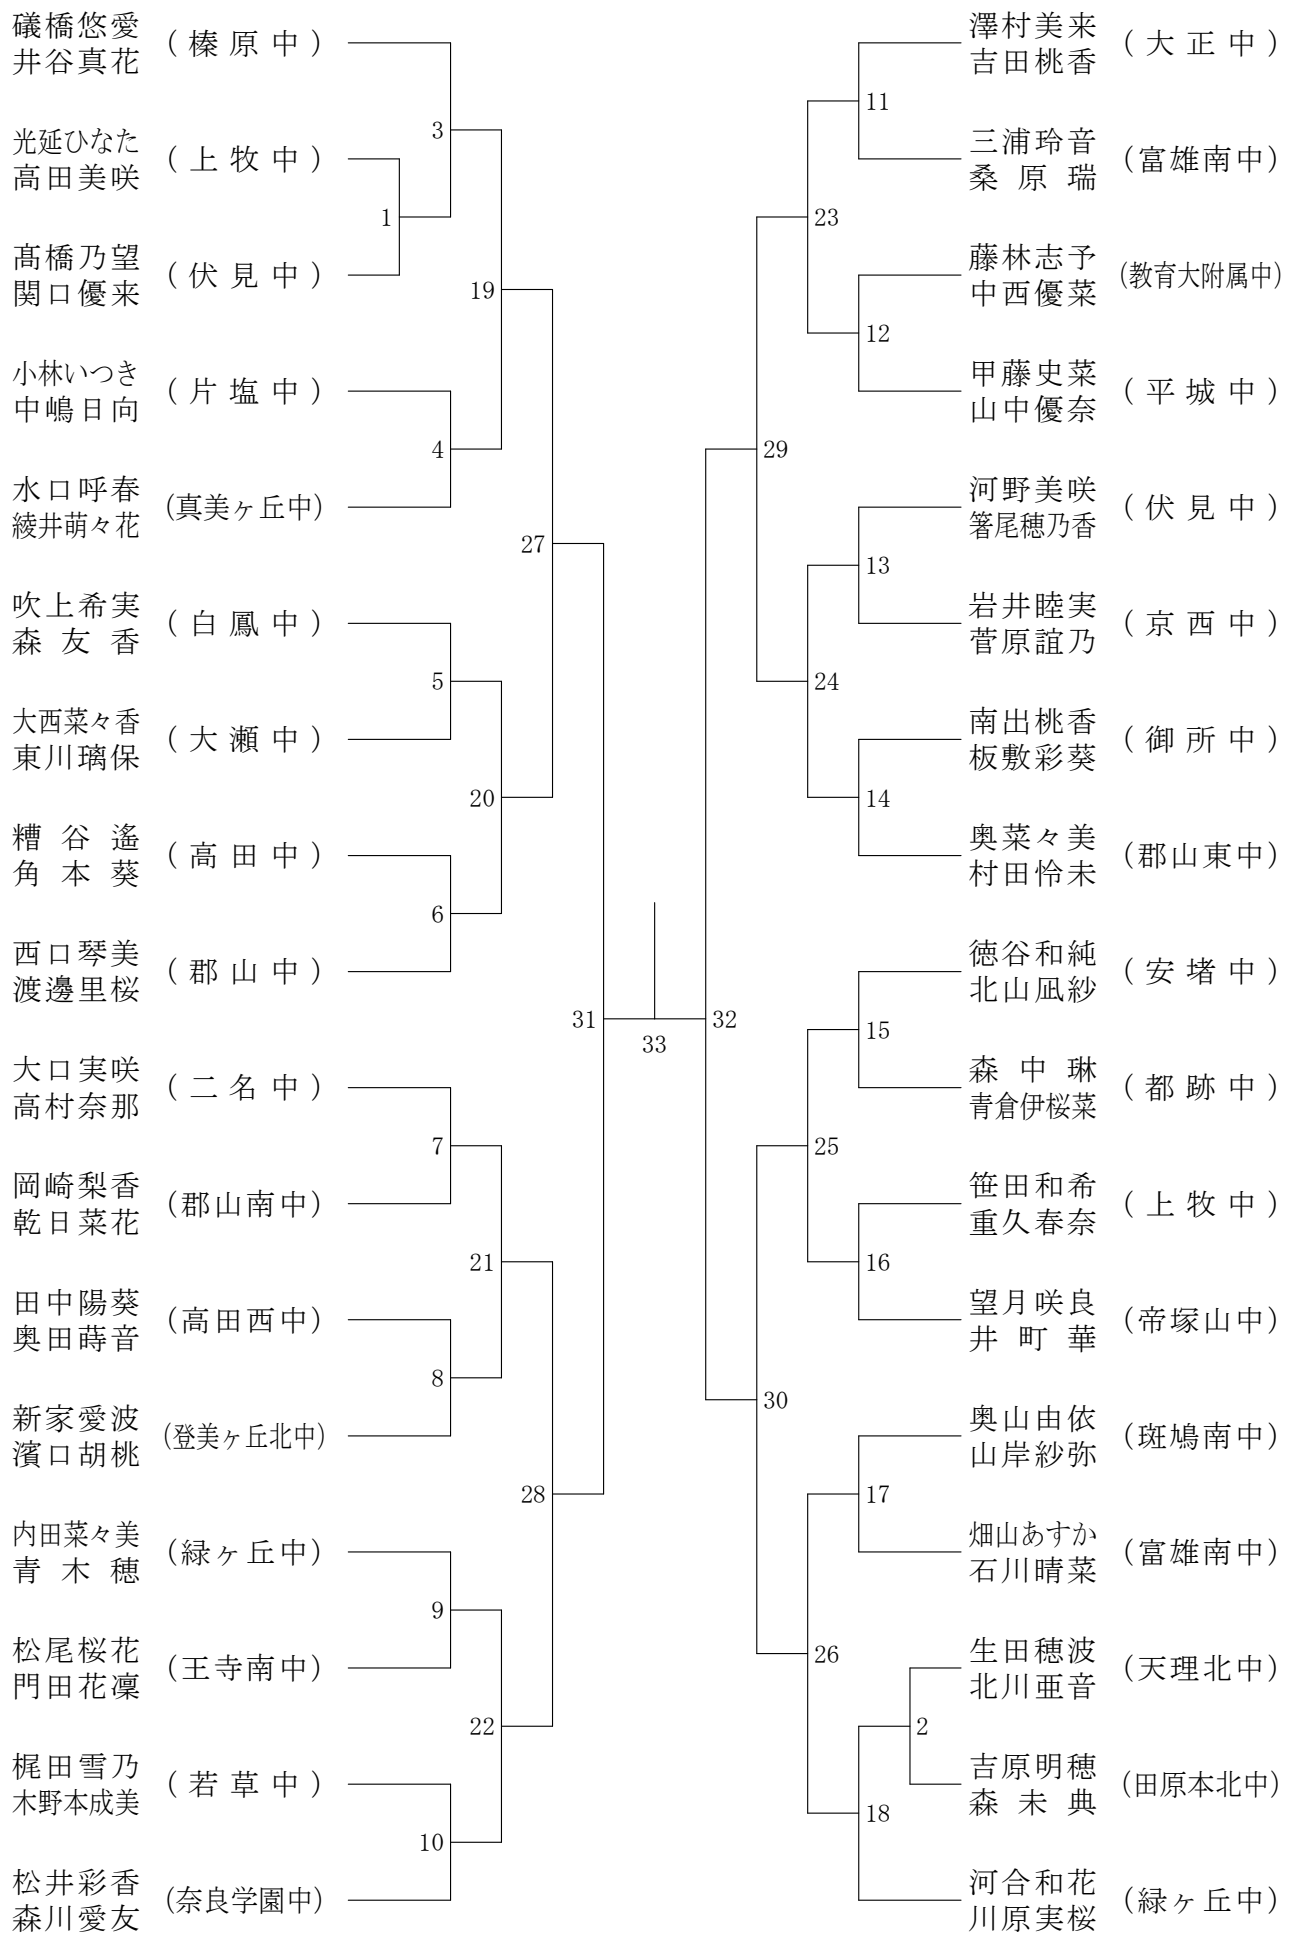 礒橋悠愛
井谷真花
(榛原中)
光延ひなた
高田美咲
(上牧中)
髙橋乃望
関口優来
(伏見中)
小林いつき
中嶋日向
(片塩中)
水口呼春
綾井萌々花
(真美ヶ丘中)
吹上希実
森友香
(白鳳中)
大西菜々香
東川璃保
(大瀬中)
糟谷遙
角本葵
(高田中)
西口琴美
渡邊里桜
(郡山中)
大口実咲
高村奈那
(二名中)
岡崎梨香
乾日菜花
(郡山南中)
田中陽葵
奥田蒔音
(高田西中)
新家愛波
濱口胡桃
(登美ヶ丘北中)
内田菜々美
青木穂
(緑ヶ丘中)
松尾桜花
門田花凜
(王寺南中)
梶田雪乃
木野本成美
(若草中)
松井彩香
森川愛友
(奈良学園中)
1
3
4
5
6
7
8
9
10
19
20
21
22
27
28
31
33
32
29
30
23
24
25
26
11
12
13
14
15
16
17
18
2
澤村美来
吉田桃香
(大正中)
三浦玲音
桑原瑞
(富雄南中)
藤林志予
中西優菜
(教育大附属中)
甲藤史菜
山中優奈
(平城中)
河野美咲
箸尾穂乃香
(伏見中)
岩井睦実
菅原誼乃
(京西中)
南出桃香
板敷彩葵
(御所中)
奥菜々美
村田怜未
(郡山東中)
徳谷和純
北山凪紗
(安堵中)
森中琳
青倉伊桜菜
(都跡中)
笹田和希
重久春奈
(上牧中)
望月咲良
井町華
(帝塚山中)
奥山由依
山岸紗弥
(斑鳩南中)
畑山あすか
石川晴菜
(富雄南中)
生田穂波
北川亜音
(天理北中)
吉原明穂
森未典
(田原本北中)
河合和花
川原実桜
(緑ヶ丘中)